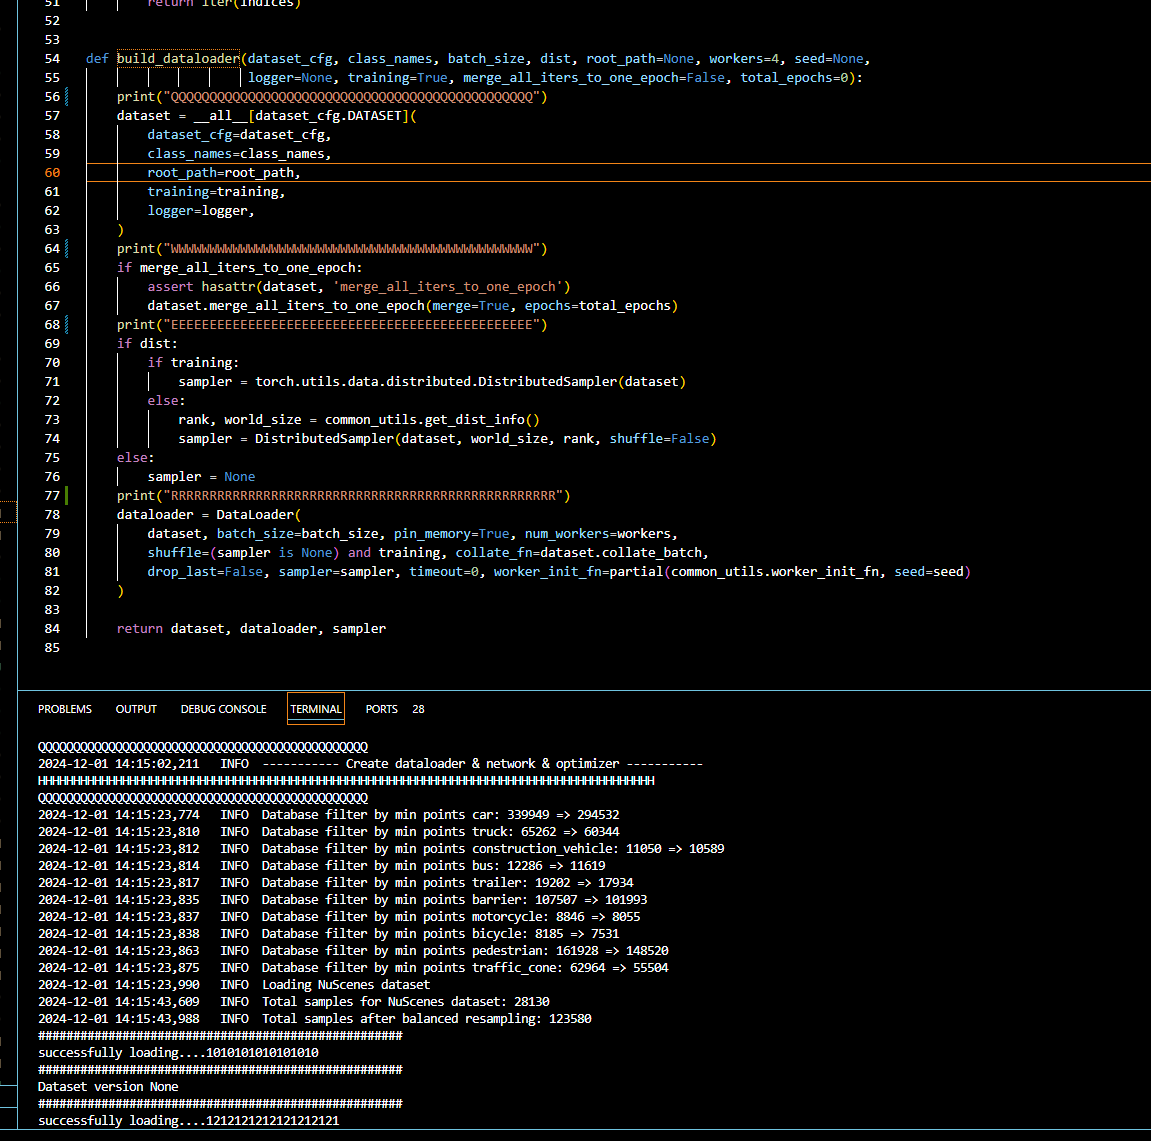 51 return iter(indices)
52
53
54 def build_dataloader(dataset_cfg, class_names, batch_size, dist, root_path=None, workers=4, seed=None,
55 logger=None, training=True, merge_all_iters_to_one_epoch=False, total_epochs=0):
56 print("QQQQQQQQQQQQQQQQQQQQQQQQQQQQQQQQQQQQQQQQQQQQQQQ")
57 dataset = __all__[dataset_cfg.DATASET](
58 dataset_cfg=dataset_cfg,
59 class_names=class_names,
60 root_path=root_path,
61 training=training,
62 logger=logger,
63 )
64 print("WWWWWWWWWWWWWWWWWWWWWWWWWWWWWWWWWWWWWWWWWWWWWWW")
65 if merge_all_iters_to_one_epoch:
66 assert hasattr(dataset, 'merge_all_iters_to_one_epoch')
67 dataset.merge_all_iters_to_one_epoch(merge=True, epochs=total_epochs)
68 print("EEEEEEEEEEEEEEEEEEEEEEEEEEEEEEEEEEEEEEEEEEEEEEE")
69 if dist:
70 if training:
71 sampler = torch.utils.data.distributed.DistributedSampler(dataset)
72 else:
73 rank, world_size = common_utils.get_dist_info()
74 sampler = DistributedSampler(dataset, world_size, rank, shuffle=False)
75 else:
76 sampler = None
77 print("RRRRRRRRRRRRRRRRRRRRRRRRRRRRRRRRRRRRRRRRRRRRRRRRRR")
78 dataloader = DataLoader(
79 dataset, batch_size=batch_size, pin_memory=True, num_workers=workers,
80 shuffle=(sampler is None) and training, collate_fn=dataset.collate_batch,
81 drop_last=False, sampler=sampler, timeout=0, worker_init_fn=partial(common_utils.worker_init_fn, seed=seed)
82 )
83
84 return dataset, dataloader, sampler
85
PROBLEMS OUTPUT DEBUG CONSOLE TERMINAL PORTS 28
QQQQQQQQQQQQQQQQQQQQQQQQQQQQQQQQQQQQQQQQQQQQQQQ
2024-12-01 14:15:02,211 INFO ----------- Create dataloader & network & optimizer -----------
HHHHHHHHHHHHHHHHHHHHHHHHHHHHHHHHHHHHHHHHHHHHHHHHHHHHHHHHHHHHHHHHHHHHHHHHHHHHHHHHHHHHHHHH
QQQQQQQQQQQQQQQQQQQQQQQQQQQQQQQQQQQQQQQQQQQQQQQ
2024-12-01 14:15:23,774 INFO Database filter by min points car: 339949 => 294532
2024-12-01 14:15:23,810 INFO Database filter by min points truck: 65262 => 60344
2024-12-01 14:15:23,812 INFO Database filter by min points construction_vehicle: 11050 => 10589
2024-12-01 14:15:23,814 INFO Database filter by min points bus: 12286 => 11619
2024-12-01 14:15:23,817 INFO Database filter by min points trailer: 19202 => 17934
2024-12-01 14:15:23,835 INFO Database filter by min points barrier: 107507 => 101993
2024-12-01 14:15:23,837 INFO Database filter by min points motorcycle: 8846 => 8055
2024-12-01 14:15:23,838 INFO Database filter by min points bicycle: 8185 => 7531
2024-12-01 14:15:23,863 INFO Database filter by min points pedestrian: 161928 => 148520
2024-12-01 14:15:23,875 INFO Database filter by min points traffic_cone: 62964 => 55504
2024-12-01 14:15:23,990 INFO Loading NuScenes dataset
2024-12-01 14:15:43,609 INFO Total samples for NuScenes dataset: 28130
2024-12-01 14:15:43,988 INFO Total samples after balanced resampling: 123580
####################################################
successfully loading....1010101010101010
####################################################
Dataset version None
####################################################
successfully loading....1212121212121212121